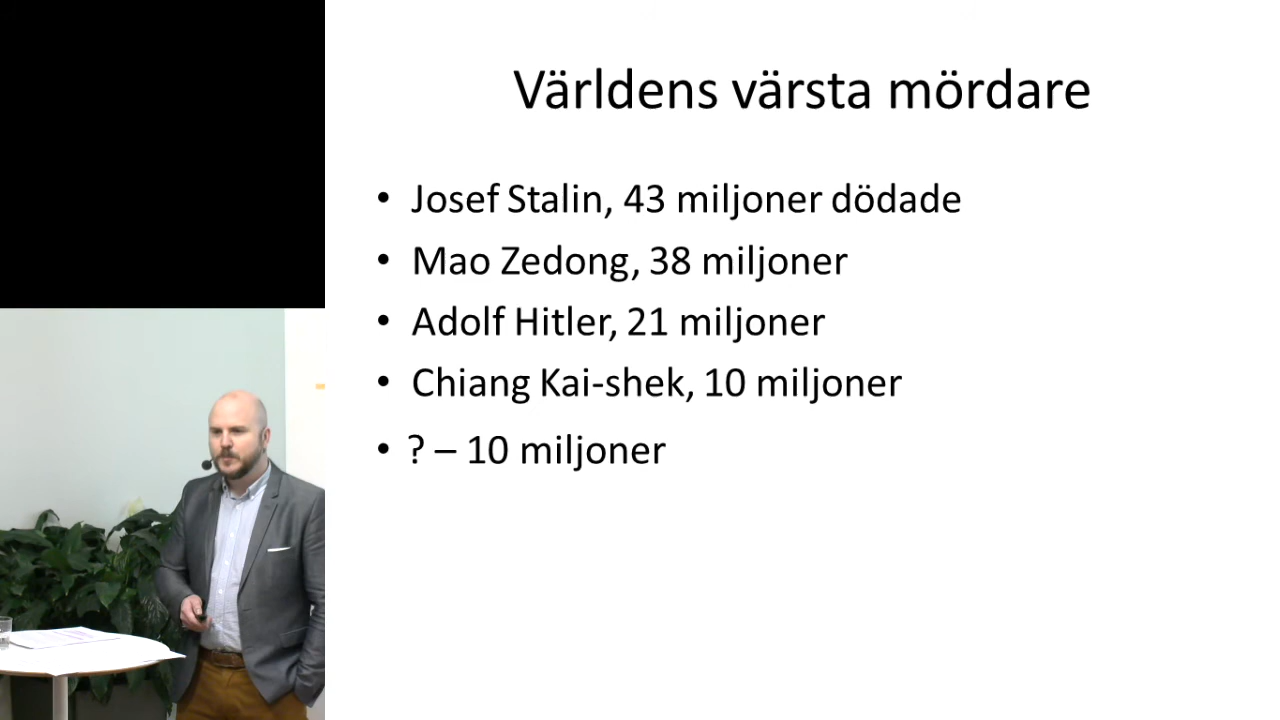 Världens värsta mördare
• Josef Stalin, 43 miljoner dödade
• Mao Zedong, 38 miljoner
• Adolf Hitler, 21 miljoner
• Chiang Kai-shek, 10 miljoner
• ? – 10 miljoner